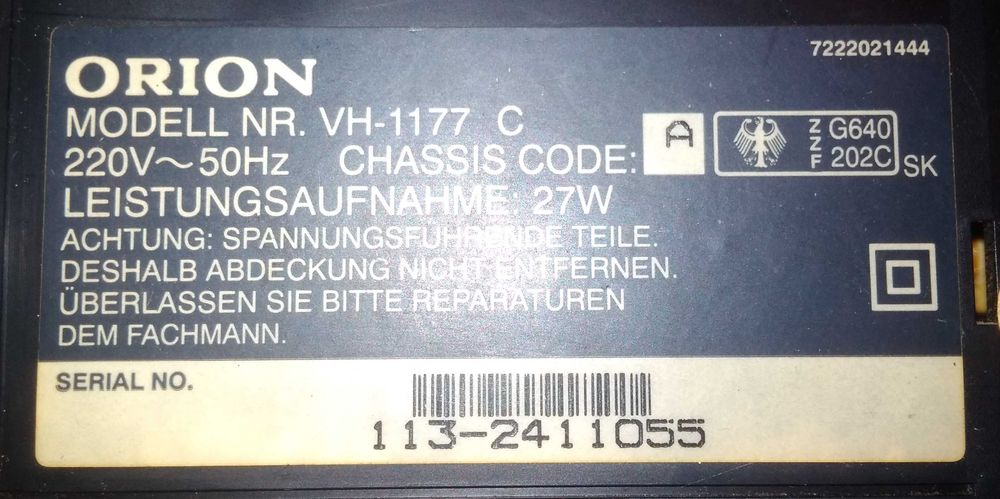 7222021444
ORION
MODELL NR. VH-1177 C
220V~50Hz CHASSIS CODE: A
ZZF G640 202C SK
LEISTUNGSAUFNAHME: 27W
ACHTUNG: SPANNUNGSFÜHRENDE TEILE.
DESHALB ABDECKUNG NICHT ENTFERNEN.
ÜBERLASSEN SIE BITTE REPARATUREN
DEM FACHMANN.
SERIAL NO.
113-2411055